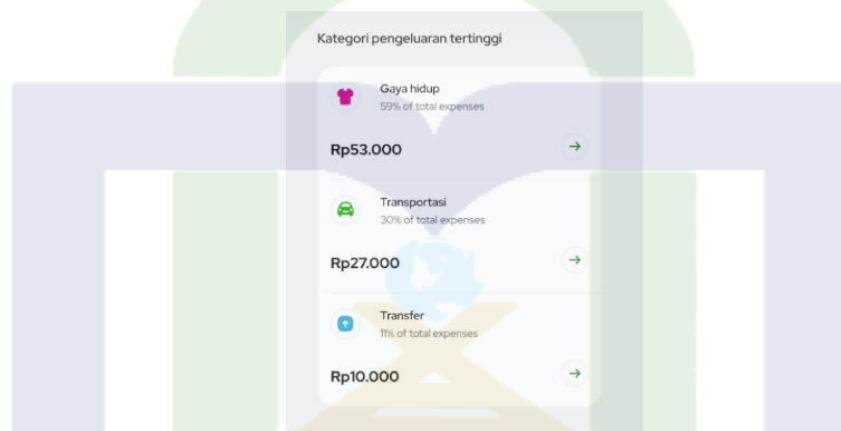 Kategori pengeluaran tertinggi
Gaya hidup
59% of total expenses
Rp53.000
Transportasi
30% of total expenses
Rp27.000
Transfer
11% of total expenses
Rp10.000